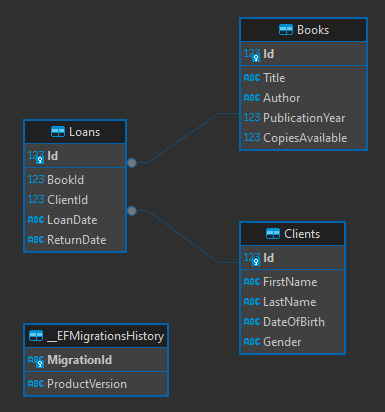 Books
123 Id
ABC Title
ABC Author
123 PublicationYear
123 CopiesAvailable
Loans
123 Id
123 BookId
123 ClientId
ABC LoanDate
ABC ReturnDate
Clients
123 Id
ABC FirstName
ABC LastName
ABC DateOfBirth
ABC Gender
__EFMigrationsHistory
ABC MigrationId
ABC ProductVersion